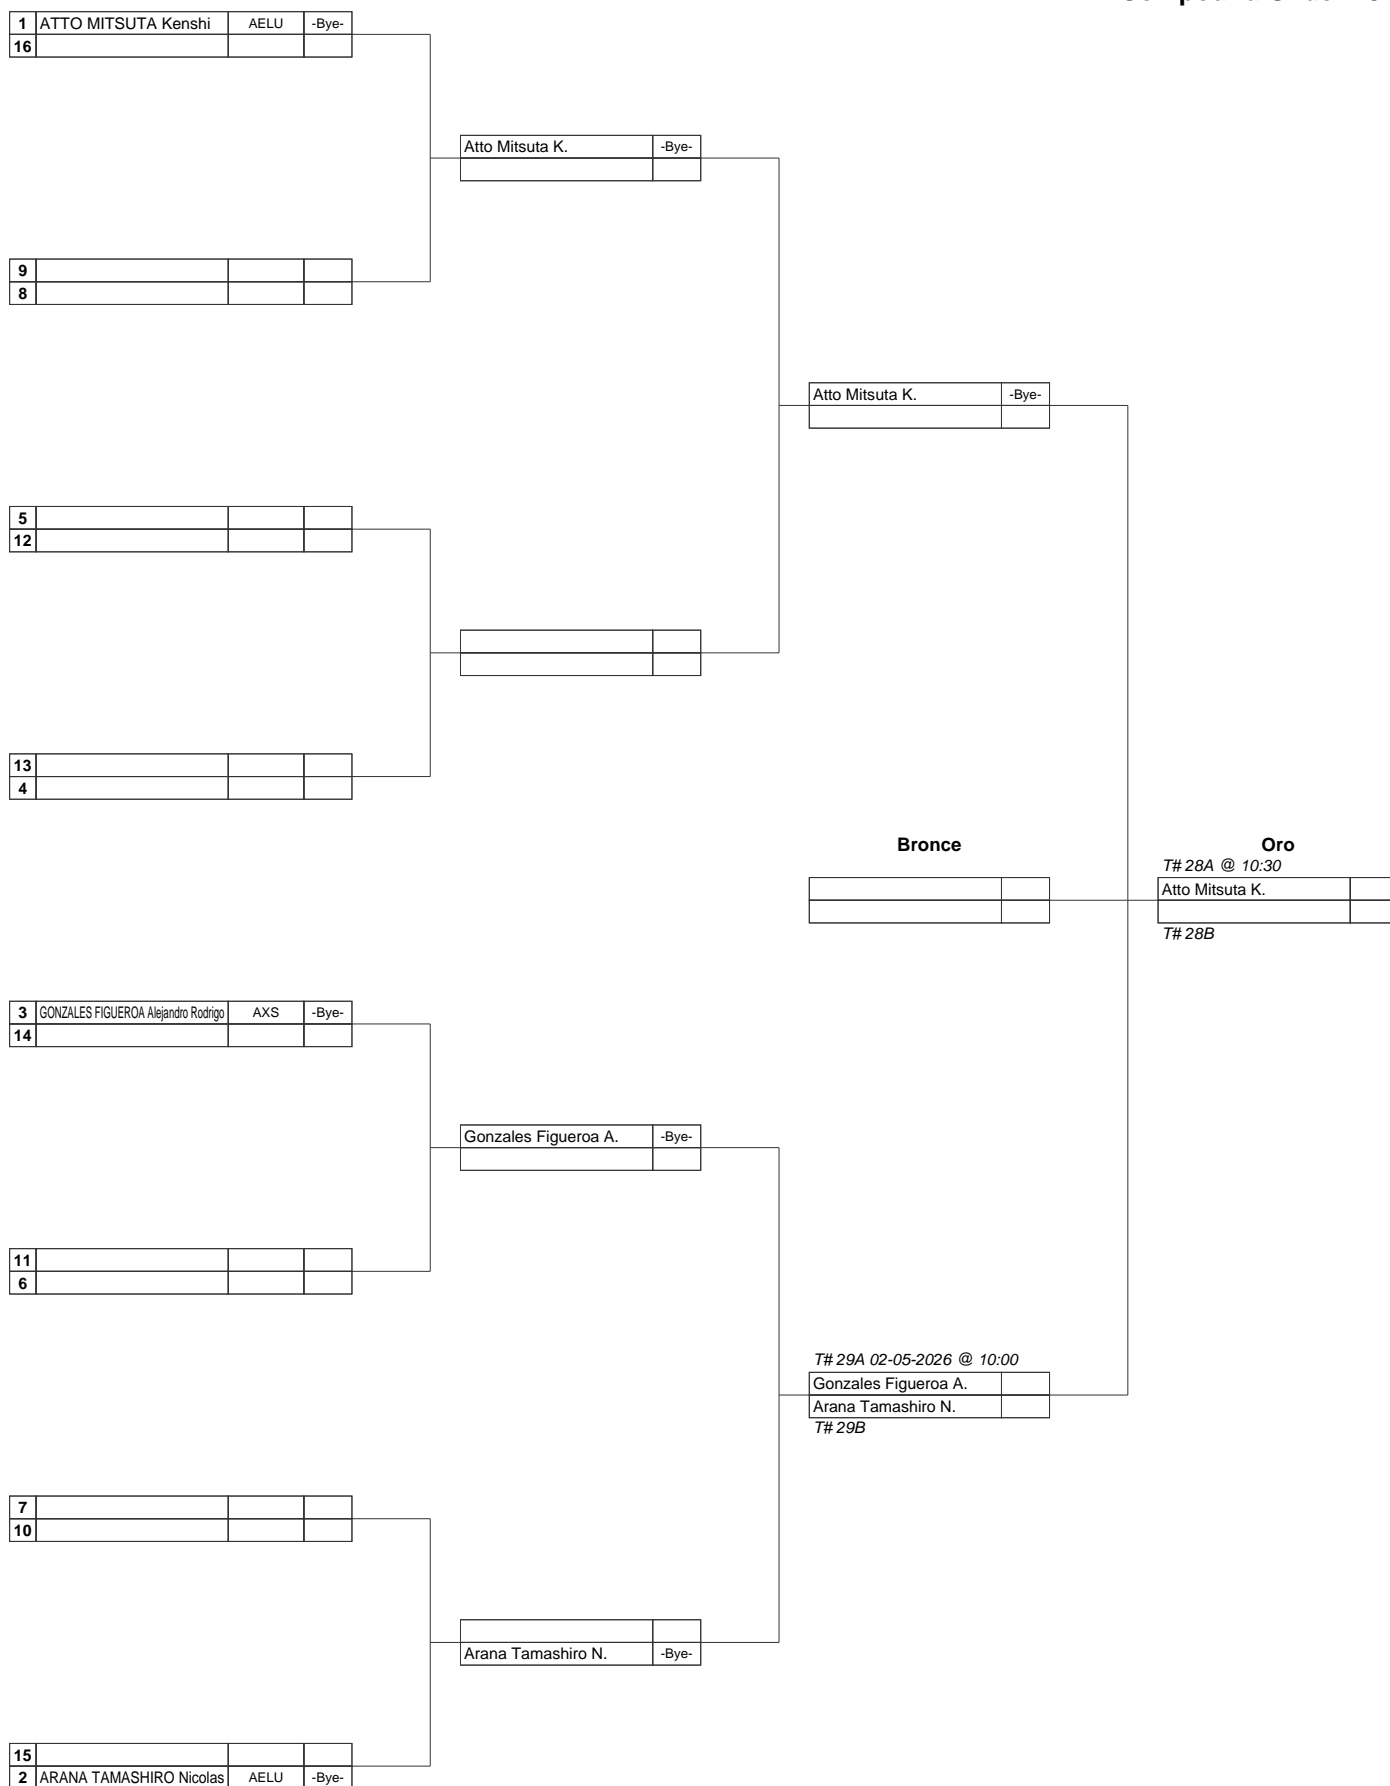 1 ATTO MITSUTA Kenshi AELU -Bye-
16
Atto Mitsuta K. -Bye-
9
8
Atto Mitsuta K. -Bye-
5
12
13
4
Bronce Oro
T# 28A @ 10:30
Atto Mitsuta K.
T# 28B
3 GONZALES FIGUEROA Alejandro Rodrigo AXS -Bye-
14
Gonzales Figueroa A. -Bye-
11
6
T# 29A 02-05-2026 @ 10:00
Gonzales Figueroa A.
Arana Tamashiro N.
T# 29B
7
10
Arana Tamashiro N. -Bye-
15
2 ARANA TAMASHIRO Nicolas AELU -Bye-